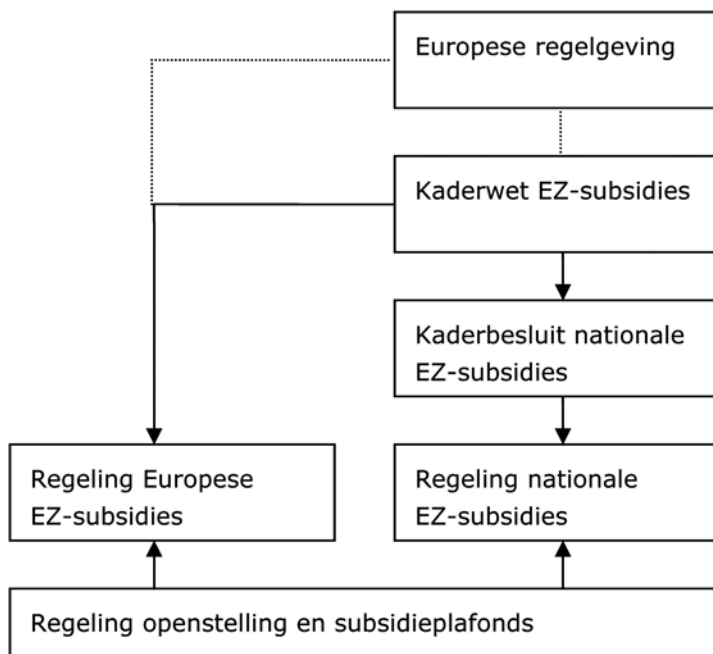 Europese regelgeving
Kaderwet EZ-subsidies
Kaderbesluit nationale
EZ-subsidies
Regeling Europese
EZ-subsidies
Regeling nationale
EZ-subsidies
Regeling openstelling en subsidieplafonds